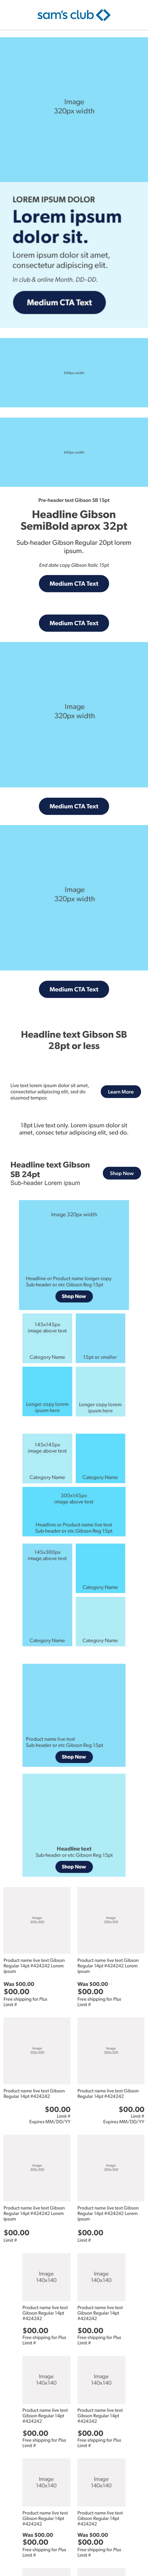 sam's club
Image
320px width
LOREM IPSUM DOLOR
Lorem ipsum
dolor sit.
Lorem ipsum dolor sit amet,
consectetur adipiscing elit.
In club & online Month. DD–DD.
Medium CTA Text
Pre-header text Gibson SB 15pt
Headline Gibson
SemiBold aprox 32pt
Sub-header Gibson Regular 20pt lorem
ipsum.
End date copy Gibson Italic 15pt
Medium CTA Text
Medium CTA Text
Image
320px width
Medium CTA Text
Image
320px width
Medium CTA Text
Headline text Gibson SB
28pt or less
Live text lorem ipsum dolor sit amet,
consectetur adipiscing elit, sed do
eiusmod tempor.
Learn More
18pt Live text only. Lorem ipsum dolor sit
amet, consec tetur adipiscing elit, sed do.
Headline text Gibson
SB 24pt
Sub-header Lorem ipsum
Shop Now
Image 320px width
Headline or Product name longer copy
Sub-header or etc Gibson Reg 15pt
Shop Now
145x145px
image above text
Category Name
15pt or smaller
Longer copy lorem
ipsum here
Longer copy lorem
ipsum here
145x145px
image above text
Category Name
Category Name
300x145px
image above text
Headline or Product name live text
Sub-header or etc Gibson Reg 15pt
145x300px
image above text
Category Name
Category Name
Category Name
Product name live text
Sub-header or etc Gibson Reg 15pt
Shop Now
Headline text
Sub-header or etc Gibson Reg 15pt
Shop Now
Image
Image
Product name live text Gibson
Regular 14pt #424242 Lorem
ipsum
Was $00.00
$00.00
Free shipping for Plus
Limit #
Product name live text Gibson
Regular 14pt #424242 Lorem
ipsum
Was $00.00
$00.00
Free shipping for Plus
Limit #
Image
Image
Product name live text Gibson
Regular 14pt #424242
$00.00
Limit #
Expires MM/DD/YY
Product name live text Gibson
Regular 14pt #424242
$00.00
Limit #
Expires MM/DD/YY
Image
Image
Product name live text Gibson
Regular 14pt #424242 Lorem
ipsum
$00.00
Limit #
Product name live text Gibson
Regular 14pt #424242 Lorem
ipsum
$00.00
Limit #
Image
140x140
Image
140x140
Product name live text
Gibson Regular 14pt
#424242
$00.00
Free shipping for Plus
Limit #
Product name live text
Gibson Regular 14pt
#424242
$00.00
Free shipping for Plus
Limit #
Image
140x140
Image
140x140
Product name live text
Gibson Regular 14pt
#424242
$00.00
Free shipping for Plus
Limit #
Product name live text
Gibson Regular 14pt
#424242
$00.00
Free shipping for Plus
Limit #
Image
140x140
Image
140x140
Product name live text
Gibson Regular 14pt
#424242
Was $00.00
$00.00
Free shipping for Plus
Limit #
Product name live text
Gibson Regular 14pt
#424242
Was $00.00
$00.00
Free shipping for Plus
Limit #